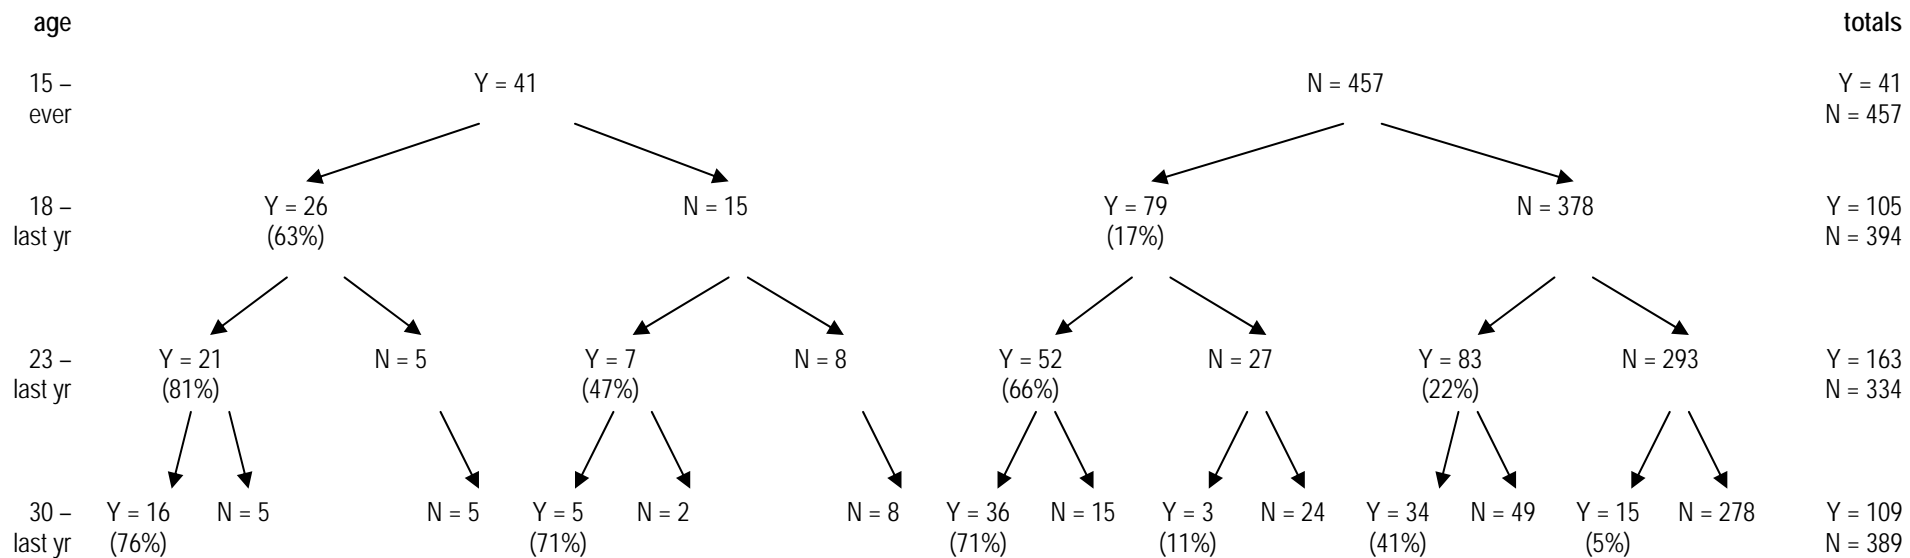 age totals
15 – Y = 41 N = 457 Y = 41
ever N = 457
18 – Y = 26 N = 15 Y = 79 N = 378 Y = 105
last yr (63%) (17%) N = 394
23 – Y = 21 N = 5 Y = 7 N = 8 Y = 52 N = 27 Y = 83 N = 293 Y = 163
last yr (81%) (47%) (66%) (22%) N = 334
30 – Y = 16 N = 5 N = 5 Y = 5 N = 2 N = 8 Y = 36 N = 15 Y = 3 N = 24 Y = 34 N = 49 Y = 15 N = 278 Y = 109
last yr (76%) (71%) (71%) (11%) (41%) (5%) N = 389